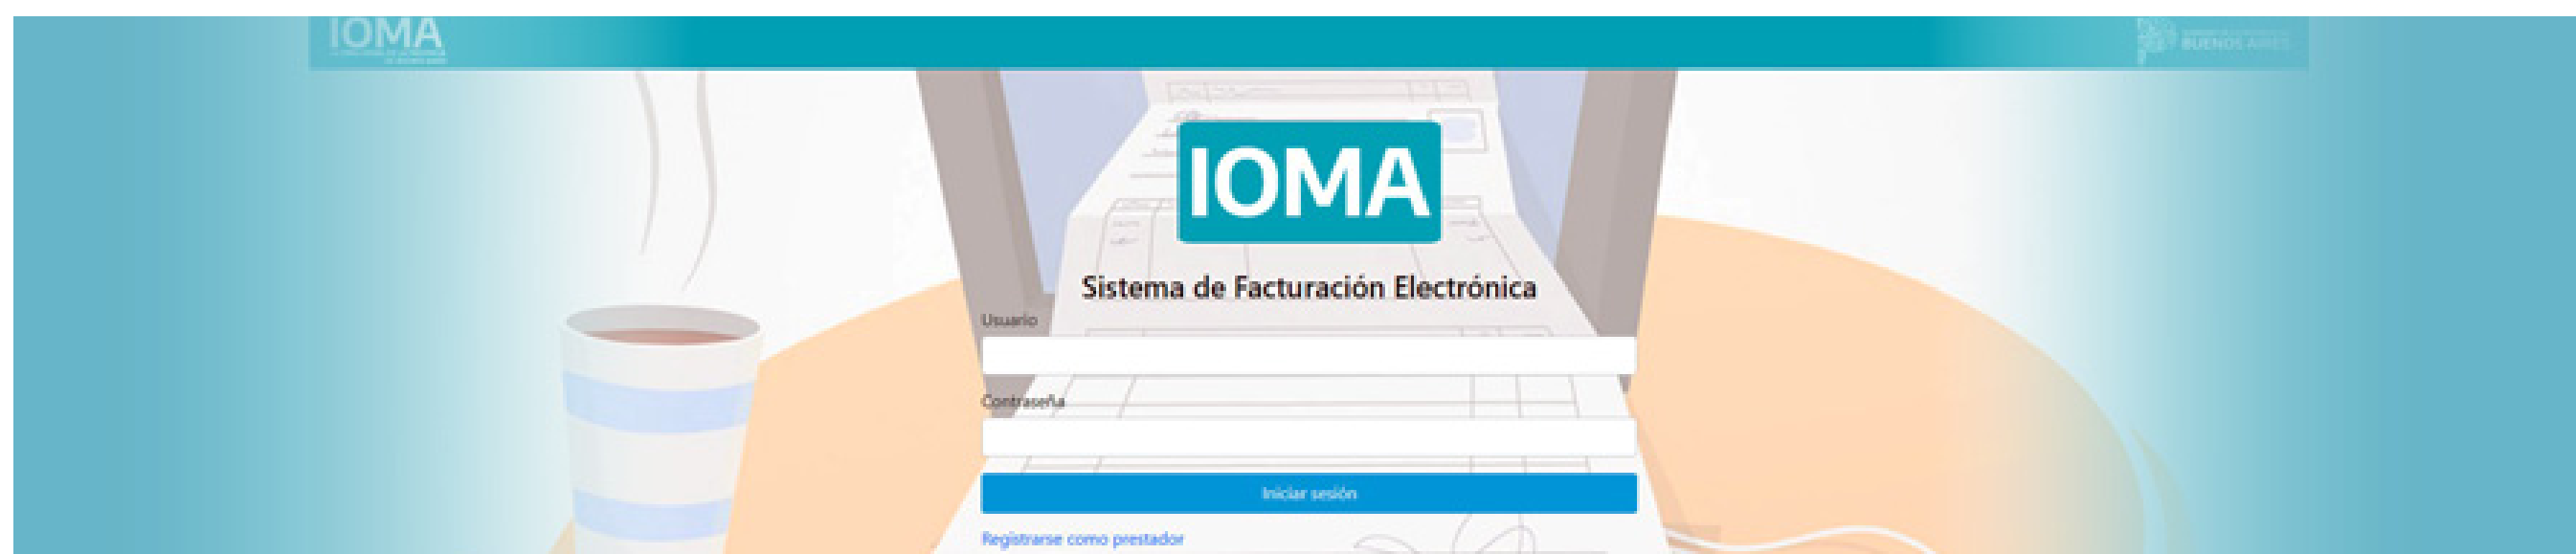 IOMA
BUENOS AIRES
IOMA
Sistema de Facturación Electrónica
Usuario
Contraseña
Iniciar sesión
Registrarse como prestador